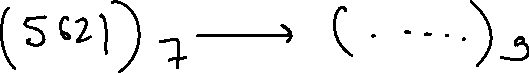 (5621)₇ → (. .....)₉